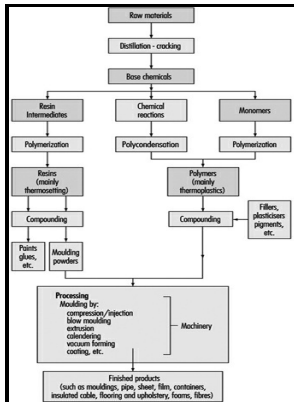 Raw materials
Distillation - cracking
Base chemicals
Resin
Intermediates
Chemical
reactions
Monomers
Polymerization
Polycondensation
Polymerization
Resins
(mainly
thermosetting)
Polymers
(mainly
thermoplastics)
Compounding
Compounding
Fillers,
plasticisers
pigments,
etc.
Paints
glues,
etc.
Moulding
powders
Processing
Moulding by:
compression/injection
blow moulding
extrusion
calendering
vacuum forming
coating, etc.
Machinery
Finished products
(such as mouldings, pipe, sheet, film, containers,
insulated cable, flooring and upholstery, foams, fibres)